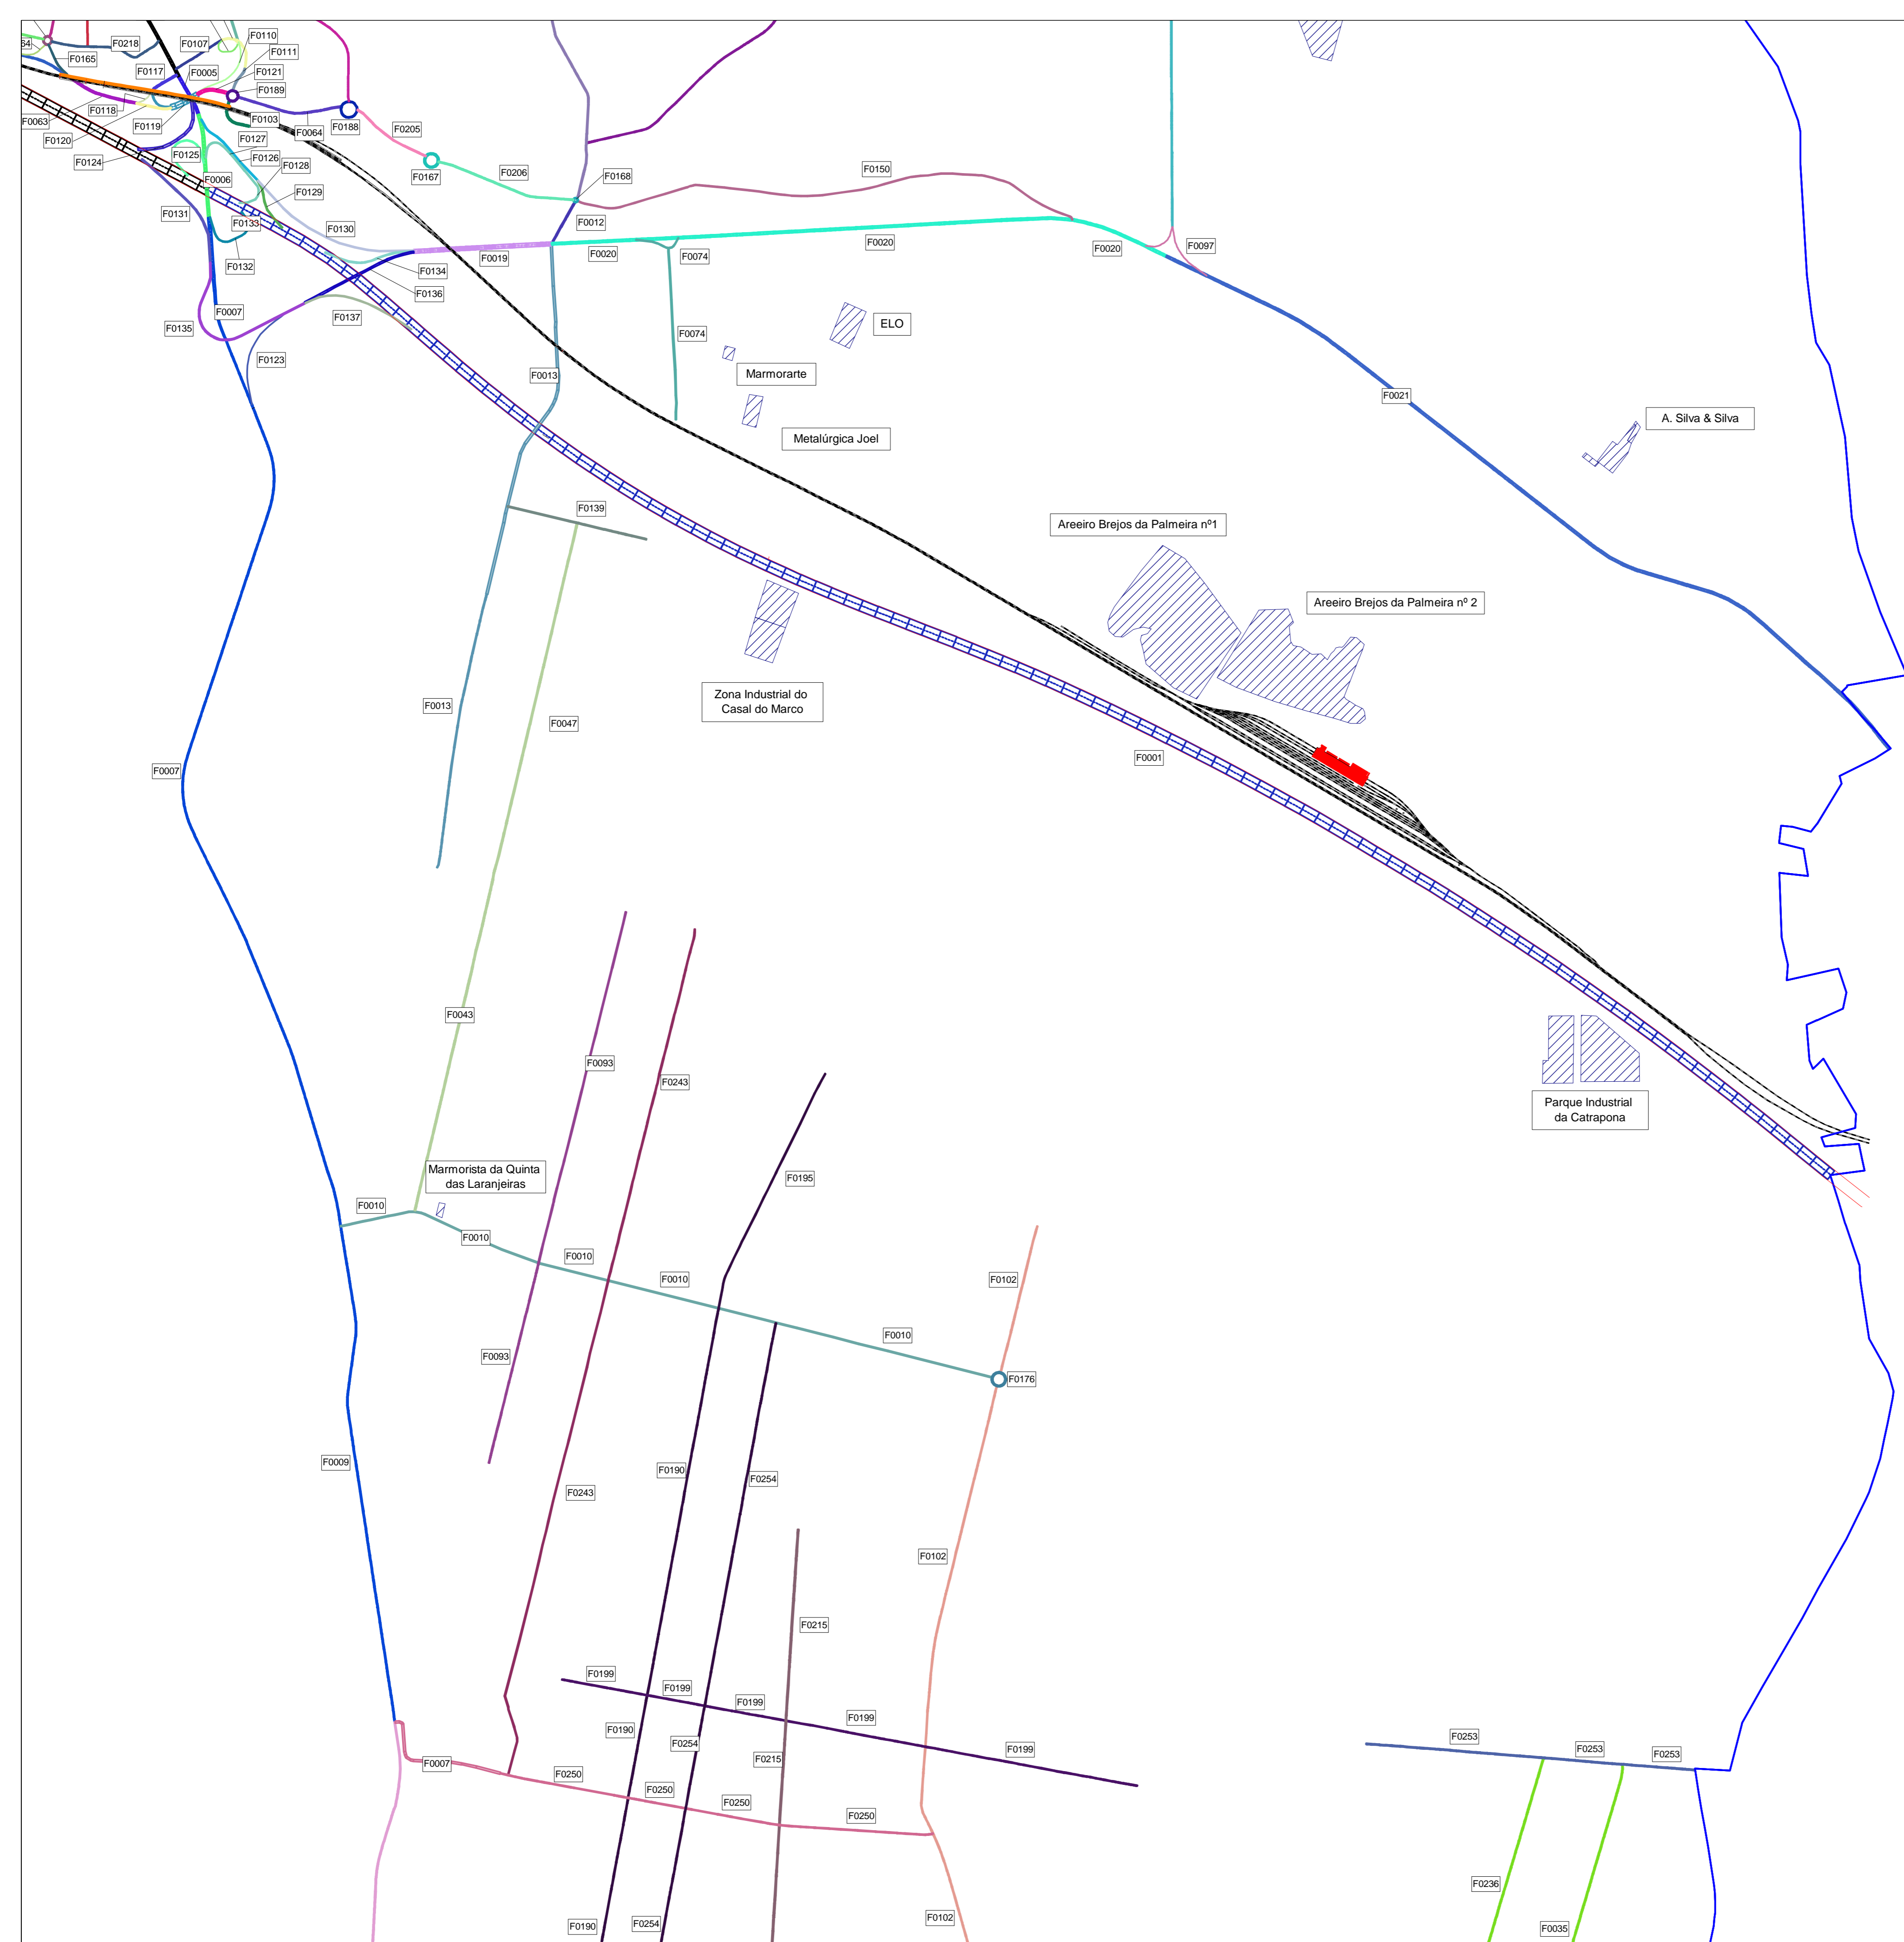 F0110
F0218
F0107
64
F0111
F0165
F0117
F0005
F0121
F0189
F0118
F0063
F0103
F0119
F0188
F0205
F0064
F0120
F0127
F0125
F0126
F0124
F0128
F0150
F0206
F0167
F0168
F0006
F0129
F0131
F0133
F0012
F0130
F0020
F0020
F0097
F0020
F0074
F0019
F0132
F0134
F0136
F0007
F0137
F0135
ELO
F0074
F0123
Marmorarte
F0013
F0021
A. Silva & Silva
Metalúrgica Joel
F0139
Areeiro Brejos da Palmeira nº1
Areeiro Brejos da Palmeira nº 2
Zona Industrial do
Casal do Marco
F0013
F0047
F0001
F0007
F0043
F0093
F0243
Parque Industrial
da Catrapona
Marmorista da Quinta
das Laranjeiras
F0195
F0010
F0010
F0010
F0010
F0102
F0010
F0093
F0176
F0009
F0190
F0254
F0243
F0102
F0215
F0199
F0199
F0199
F0199
F0190
F0254
F0199
F0215
F0253
F0253
F0253
F0007
F0250
F0250
F0250
F0250
F0236
F0190
F0254
F0102
F0035